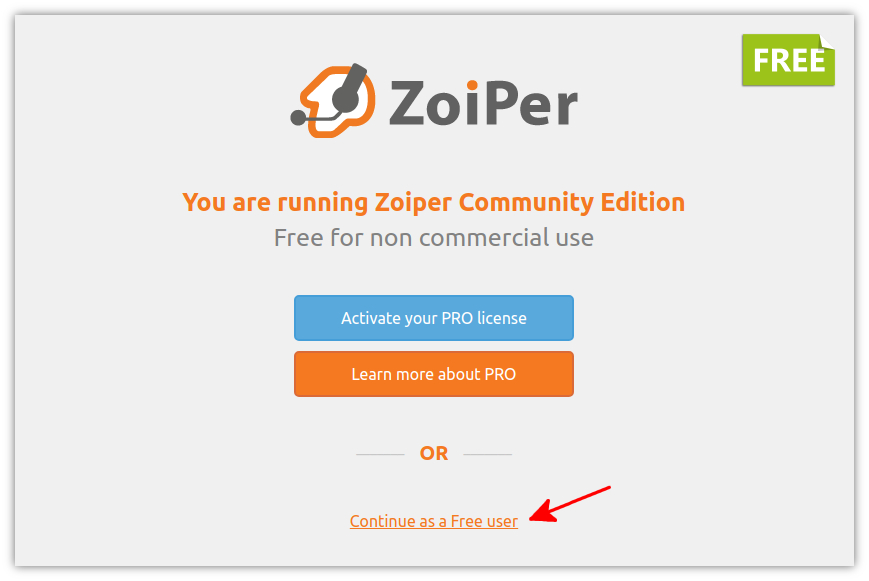 FREE
ZoiPer
You are running Zoiper Community Edition
Free for non commercial use
Activate your PRO license
Learn more about PRO
OR
Continue as a Free user